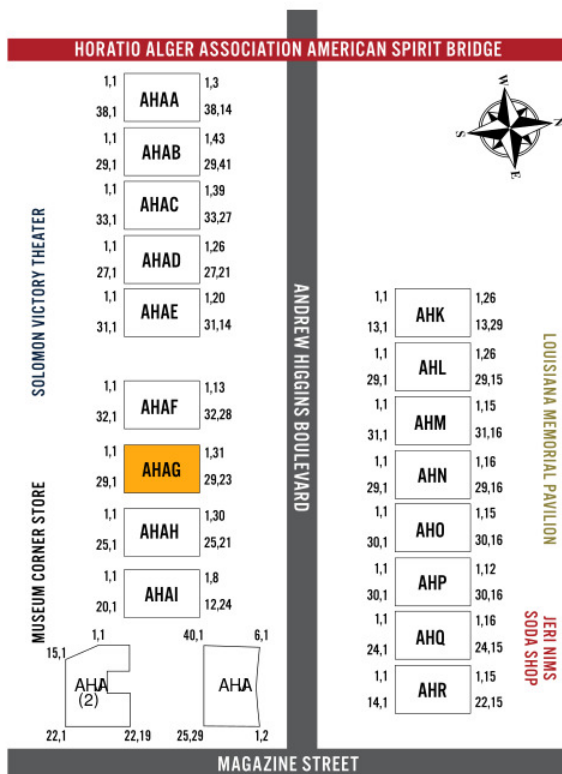 HORATIO ALGER ASSOCIATION AMERICAN SPIRIT BRIDGE
W
N
S
E
1,1 AHAA 1,3
38,1 38,14
1,1 AHAB 1,43
29,1 29,41
1,1 AHAC 1,39
33,1 33,27
1,1 AHAD 1,26
27,1 27,21
1,1 AHAE 1,20
31,1 31,14
1,1 AHAF 1,13
32,1 32,28
1,1 AHAG 1,31
29,1 29,23
1,1 AHAH 1,30
25,1 25,21
1,1 AHAI 1,8
20,1 12,24
1,1
15,1
AHA
(2)
22,1 22,19
40,1 6,1
AHA
25,29 1,2
SOLOMON VICTORY THEATER
MUSEUM CORNER STORE
ANDREW HIGGINS BOULEVARD
1,1 AHK 1,26
13,1 13,29
1,1 AHL 1,26
29,1 29,15
1,1 AHM 1,15
31,1 31,16
1,1 AHN 1,16
29,1 29,16
1,1 AHO 1,15
30,1 30,16
1,1 AHP 1,12
30,1 30,16
1,1 AHQ 1,16
24,1 24,15
1,1 AHR 1,15
14,1 22,15
LOUISIANA MEMORIAL PAVILION
JERI NIMS
SODA SHOP
MAGAZINE STREET